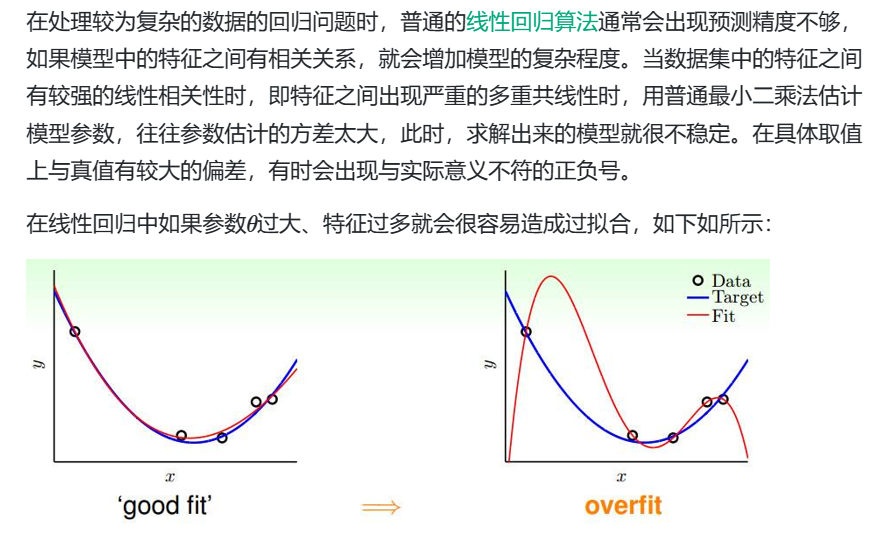 在处理较为复杂的数据的回归问题时，普通的线性回归算法通常会出现预测精度不够，
如果模型中的特征之间有相关关系，就会增加模型的复杂程度。当数据集中的特征之间
有较强的线性相关性时，即特征之间出现严重的多重共线性时，用普通最小二乘法估计
模型参数，往往参数估计的方差太大，此时，求解出来的模型就很不稳定。在具体取值
上与真值有较大的偏差，有时会出现与实际意义不符的正负号。
在线性回归中如果参数θ过大、特征过多就会很容易造成过拟合，如下如所示：
y
x
'good fit'
⟹
Data
Target
Fit
y
x
overfit